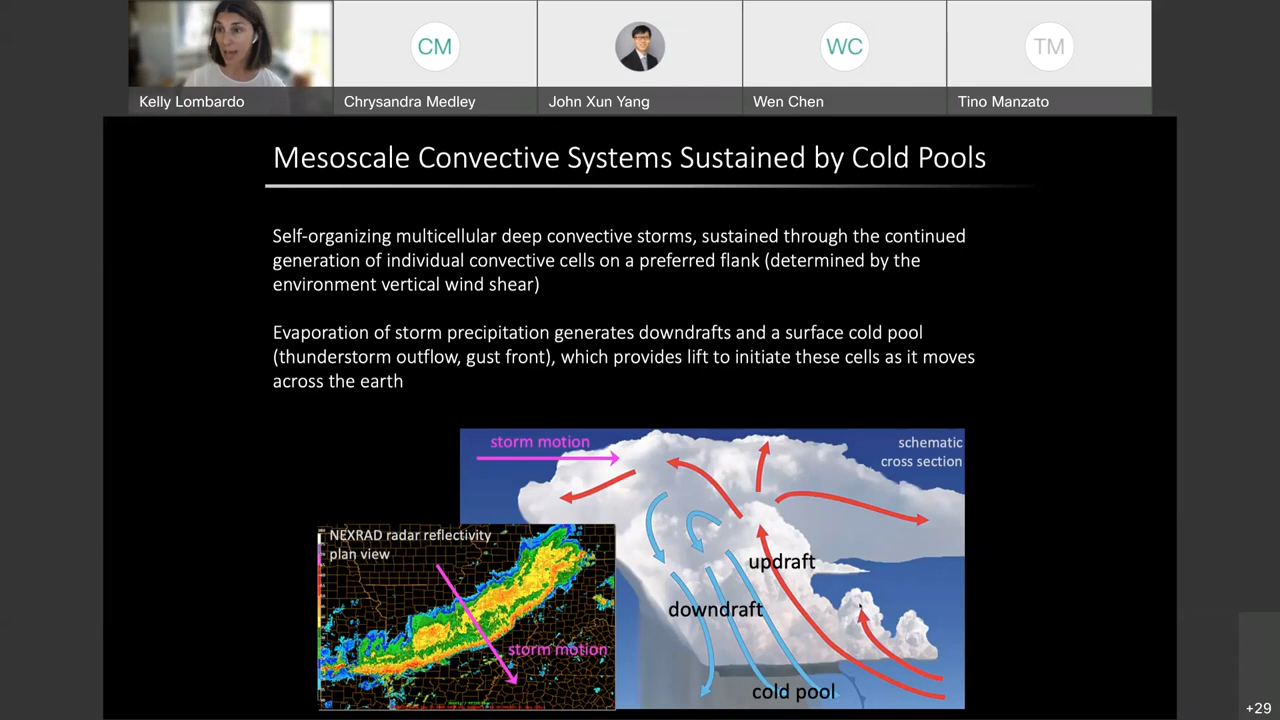 CM
WC
TM
Kelly Lombardo
Chrysandra Medley
John Xun Yang
Wen Chen
Tino Manzato
Mesoscale Convective Systems Sustained by Cold Pools
Self-organizing multicellular deep convective storms, sustained through the continued
generation of individual convective cells on a preferred flank (determined by the
environment vertical wind shear)
Evaporation of storm precipitation generates downdrafts and a surface cold pool
(thunderstorm outflow, gust front), which provides lift to initiate these cells as it moves
across the earth
storm motion
schematic
cross section
NEXRAD radar reflectivity
plan view
updraft
downdraft
storm motion
cold pool
+29